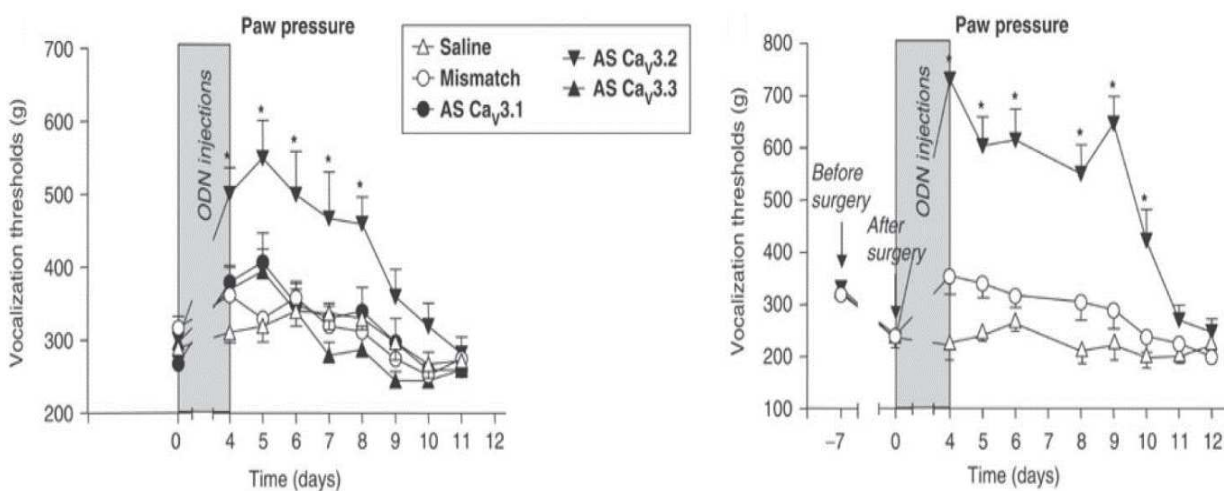 Paw pressure
Vocalization thresholds (g)
700
600
500
400
300
200
ODN injections
* * * * *
Saline
Mismatch
AS CaV3.1
AS CaV3.2
AS CaV3.3
0 4 5 6 7 8 9 10 11 12
Time (days)
Paw pressure
Vocalization thresholds (g)
800
700
600
500
400
300
200
100
Before
surgery
After
surgery
ODN injections
* * * * * *
–7 0 4 5 6 7 8 9 10 11 12
Time (days)